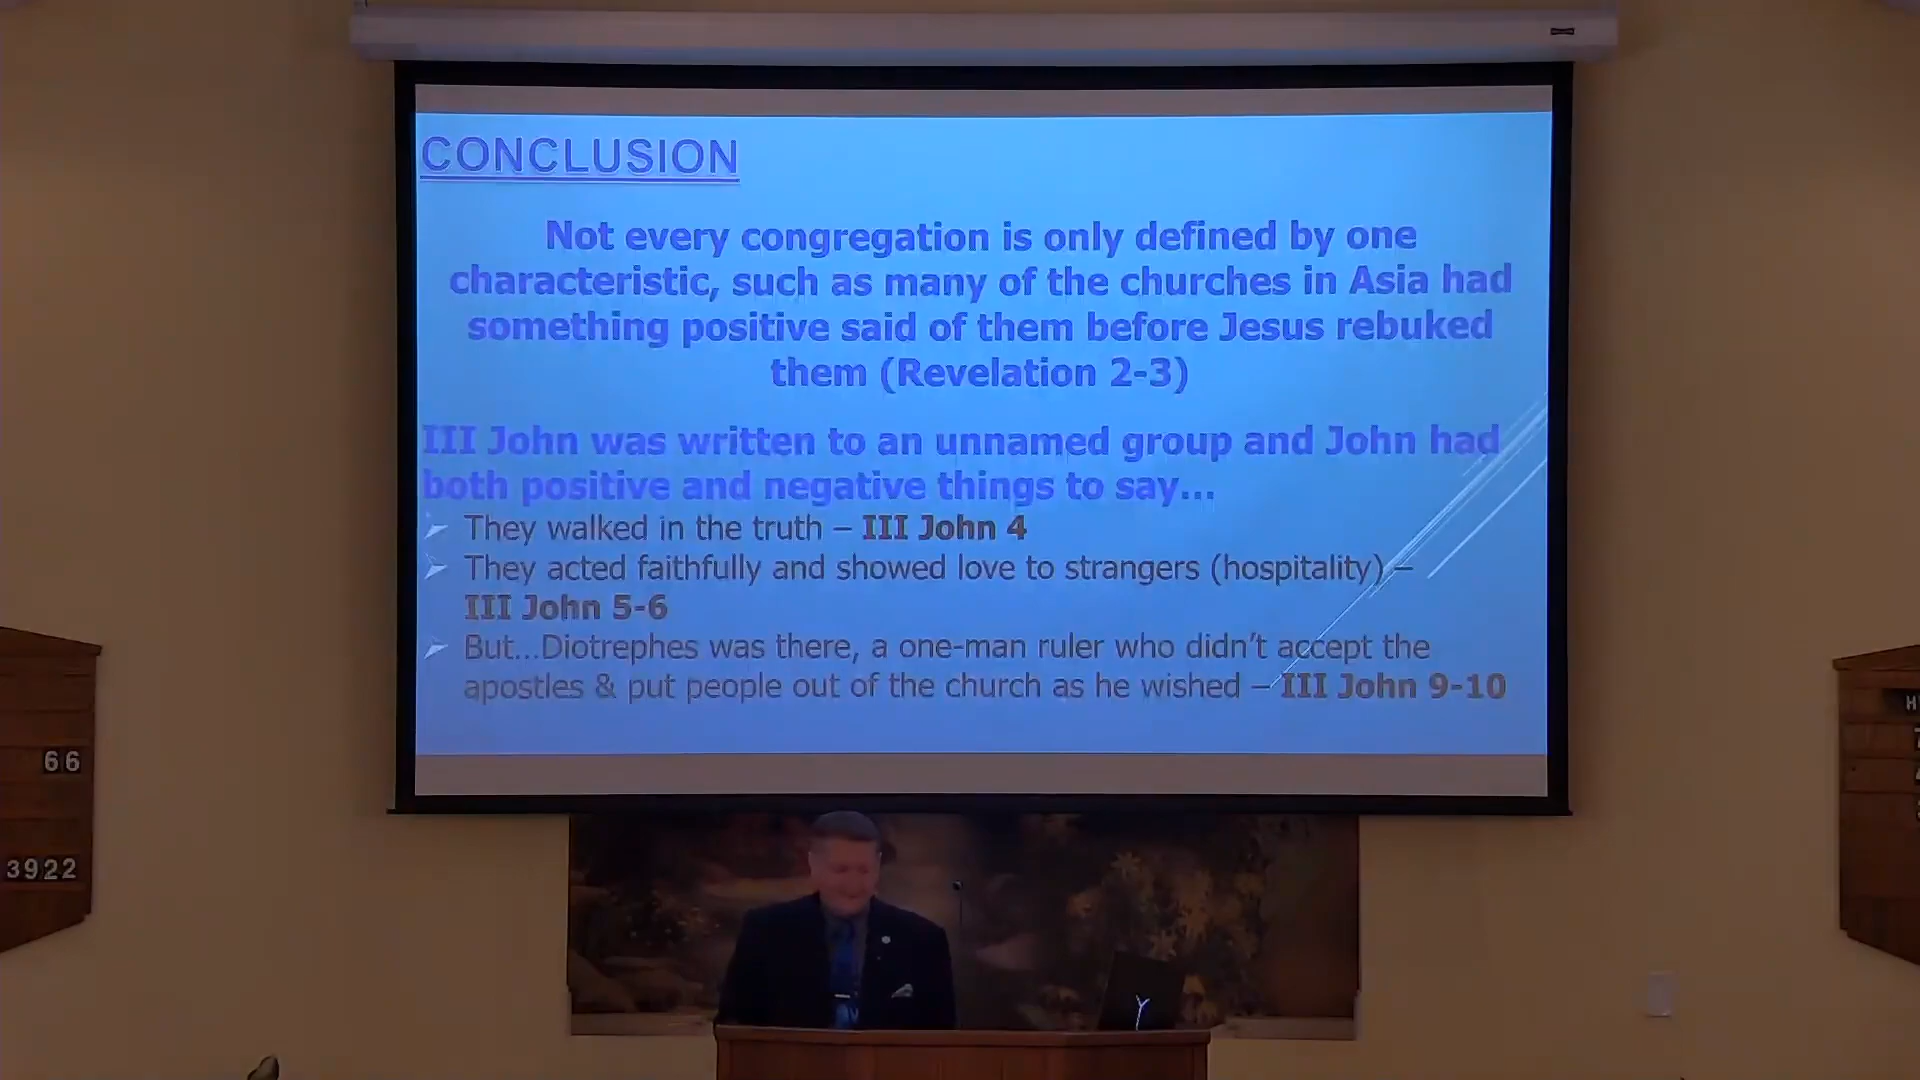 CONCLUSION
Not every congregation is only defined by one
characteristic, such as many of the churches in Asia had
something positive said of them before Jesus rebuked
them (Revelation 2-3)
III John was written to an unnamed group and John had
both positive and negative things to say...
They walked in the truth – III John 4
They acted faithfully and showed love to strangers (hospitality) –
III John 5-6
But...Diotrephes was there, a one-man ruler who didn't accept the
apostles & put people out of the church as he wished – III John 9-10
66
3922
H